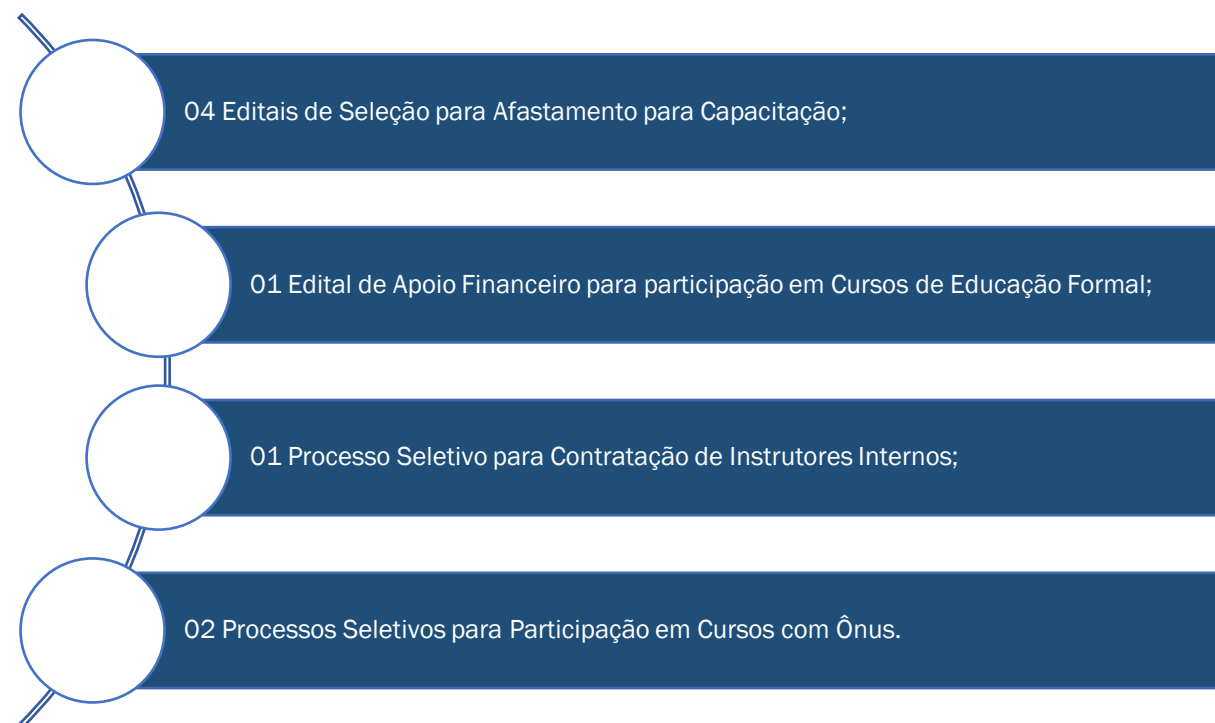 04 Editais de Seleção para Afastamento para Capacitação;
01 Edital de Apoio Financeiro para participação em Cursos de Educação Formal;
01 Processo Seletivo para Contratação de Instrutores Internos;
02 Processos Seletivos para Participação em Cursos com Ônus.